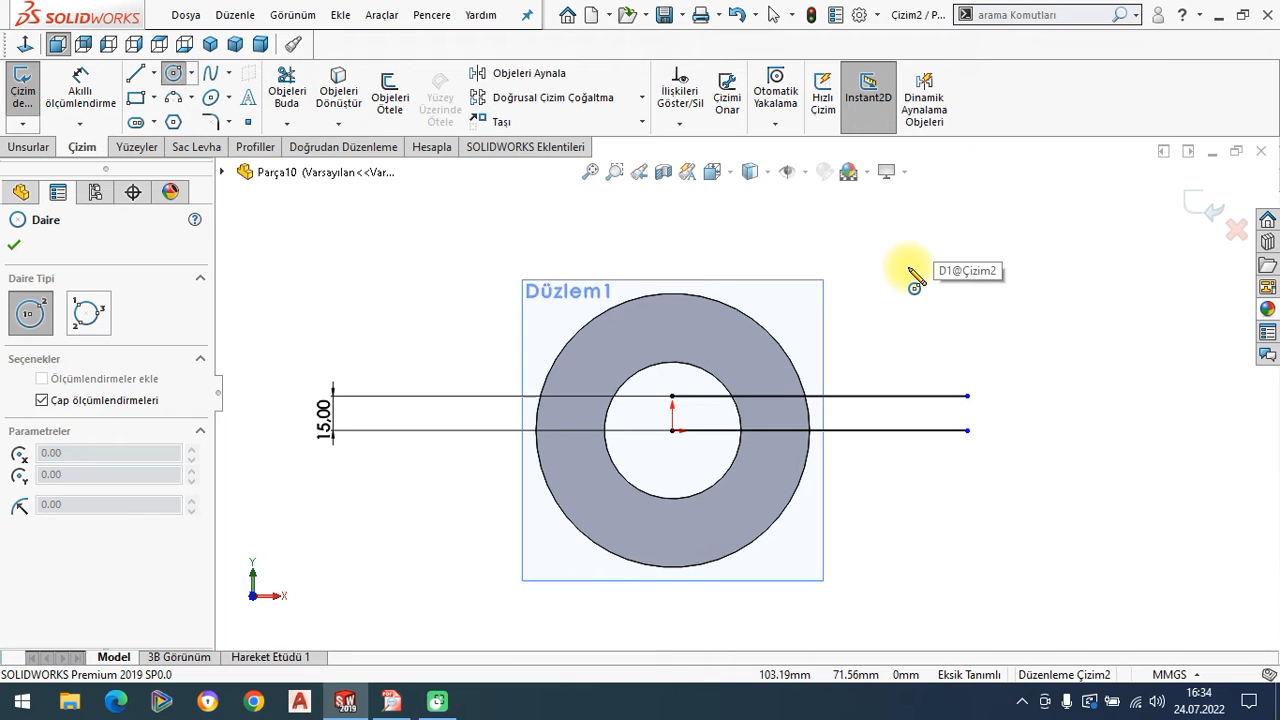 SOLIDWORKS
Dosya
Düzenle
Görünüm
Ekle
Araçlar
Pencere
Yardım
Çizim2 / P...
arama Komutları
Çizim de...
Akıllı ölçümlendirme
Objeleri Buda
Objeleri Dönüştür
Objeleri Ötele
Yüzey Üzerinde Ötele
Objeleri Aynala
Doğrusal Çizim Çoğaltma
Taşı
İlişkileri Göster/Sil
Çizimi Onar
Otomatik Yakalama
Hızlı Çizim
Instant2D
Dinamik Aynalama Objeleri
Unsurlar
Çizim
Yüzeyler
Sac Levha
Profiller
Doğrudan Düzenleme
Hesapla
SOLIDWORKS Eklentileri
Parça10 (Varsayılan<<Var...
Daire
Daire Tipi
Seçenekler
Ölçümlendirmeler ekle
Çap ölçümlendirmeleri
Parametreler
0.00
0.00
0.00
D1@Çizim2
Düzlem1
15,00
Y
X
Model
3B Görünüm
Hareket Etüdü 1
SOLIDWORKS Premium 2019 SP0.0
103.19mm
71.56mm
0mm
Eksik Tanımlı
Düzenleme Çizim2
MMGS
16:34
24.07.2022